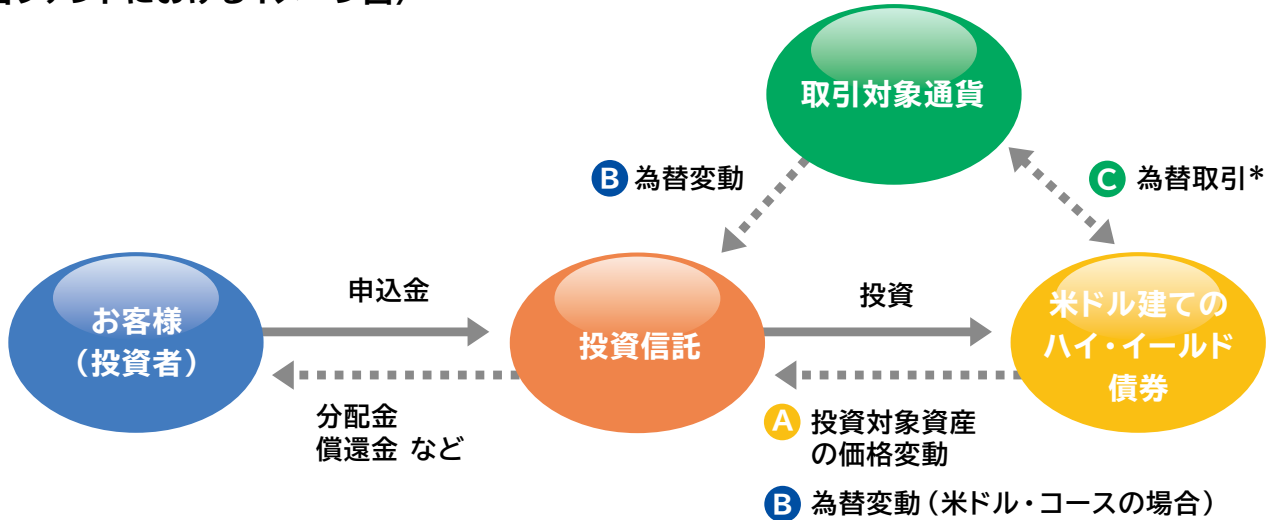 取引対象通貨
B 為替変動
C 為替取引*
お客様
（投資者）
申込金
投資信託
投資
米ドル建ての
ハイ・イールド
債券
分配金
償還金 など
A 投資対象資産
の価格変動
B 為替変動（米ドル・コースの場合）